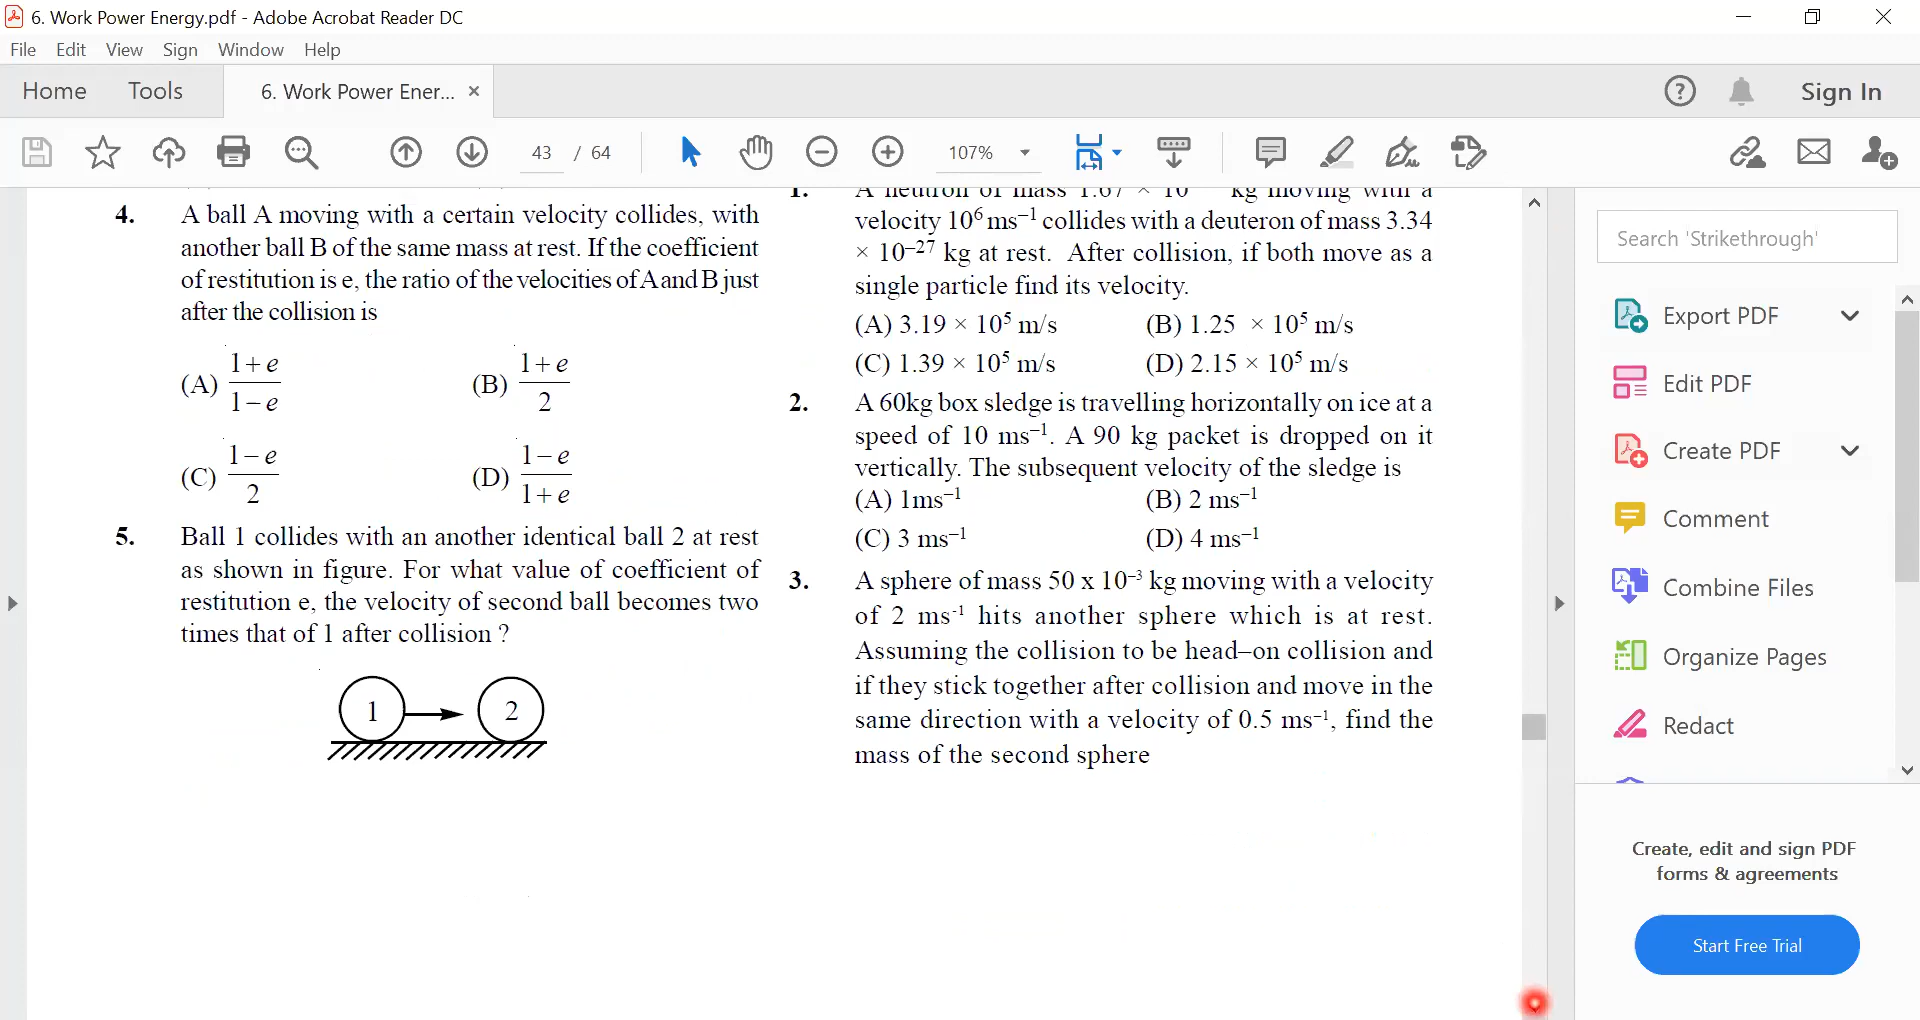 6. Work Power Energy.pdf - Adobe Acrobat Reader DC
File Edit View Sign Window Help
Home Tools 6. Work Power Ener... × Sign In
43 / 64 107%
4. A ball A moving with a certain velocity collides, with
another ball B of the same mass at rest. If the coefficient
of restitution is e, the ratio of the velocities of A and B just
after the collision is
(A) 1+e / 1−e (B) 1+e / 2
(C) 1−e / 2 (D) 1−e / 1+e
5. Ball 1 collides with an another identical ball 2 at rest
as shown in figure. For what value of coefficient of
restitution e, the velocity of second ball becomes two
times that of 1 after collision ?
1 2
1. A neutron of mass 1.67 × 10 kg moving with a
velocity 10⁶ ms⁻¹ collides with a deuteron of mass 3.34
× 10⁻²⁷ kg at rest. After collision, if both move as a
single particle find its velocity.
(A) 3.19 × 10⁵ m/s (B) 1.25 × 10⁵ m/s
(C) 1.39 × 10⁵ m/s (D) 2.15 × 10⁵ m/s
2. A 60kg box sledge is travelling horizontally on ice at a
speed of 10 ms⁻¹. A 90 kg packet is dropped on it
vertically. The subsequent velocity of the sledge is
(A) 1ms⁻¹ (B) 2 ms⁻¹
(C) 3 ms⁻¹ (D) 4 ms⁻¹
3. A sphere of mass 50 x 10⁻³ kg moving with a velocity
of 2 ms⁻¹ hits another sphere which is at rest.
Assuming the collision to be head–on collision and
if they stick together after collision and move in the
same direction with a velocity of 0.5 ms⁻¹, find the
mass of the second sphere
Search 'Strikethrough'
Export PDF
Edit PDF
Create PDF
Comment
Combine Files
Organize Pages
Redact
Create, edit and sign PDF
forms & agreements
Start Free Trial